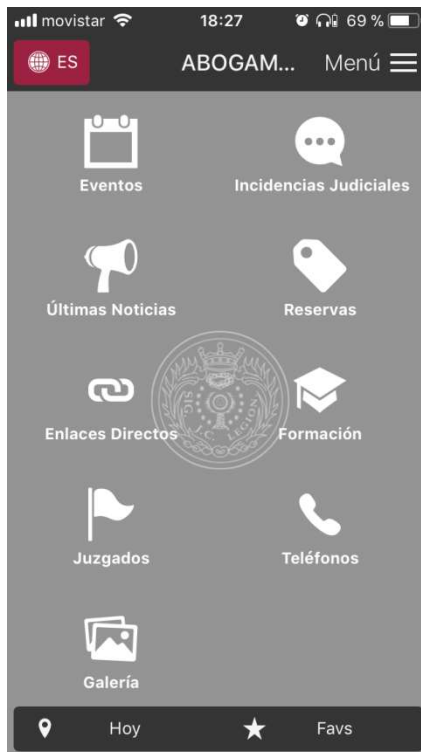 movistar 18:27 69 %
ES ABOGAM... Menú
Eventos Incidencias Judiciales
Últimas Noticias Reservas
Enlaces Directos Formación
Juzgados Teléfonos
Galería
Hoy Favs